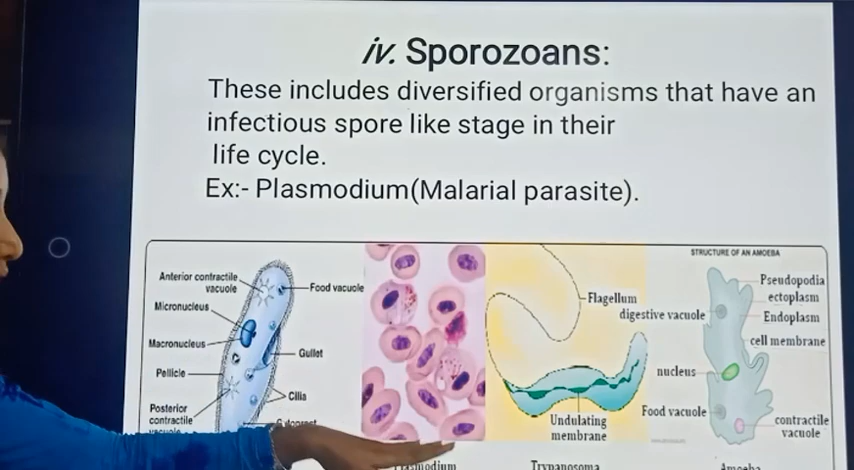 iv. Sporozoans:
These includes diversified organisms that have an
infectious spore like stage in their
life cycle.
Ex:- Plasmodium(Malarial parasite).
Anterior contractile
vacuole
Food vacuole
Micronucleus
Macronucleus
Gullet
Pellicle
Cilia
Posterior
contractile
vacuole
Flagellum
Undulating
membrane
STRUCTURE OF AN AMOEBA
Pseudopodia
ectoplasm
digestive vacuole
Endoplasm
cell membrane
nucleus
Food vacuole
contractile
vacuole
Trypanosoma
Amoeba